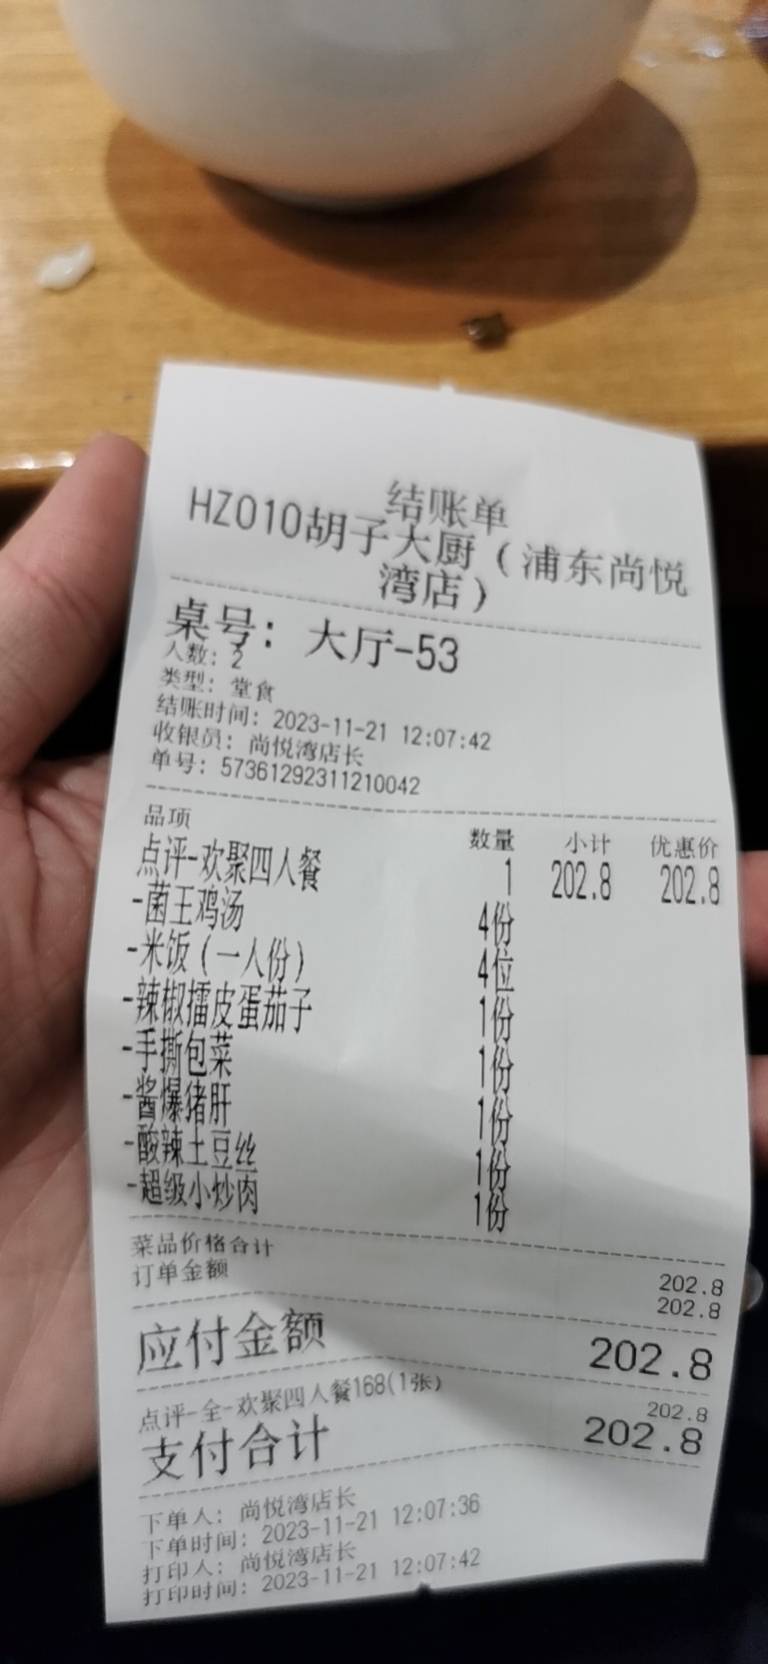 结账单
HZ010胡子大厨（浦东尚悦
湾店）
桌号：大厅-53
人数：2
类型：堂食
结账时间：2023-11-21 12:07:42
收银员：尚悦湾店长
单号：57361292311210042
品项 数量 小计 优惠价
点评-欢聚四人餐 1 202.8 202.8
-菌王鸡汤 4份
-米饭（一人份） 4位
-辣椒擂皮蛋茄子 1份
-手撕包菜 1份
-酱爆猪肝 1份
-酸辣土豆丝 1份
-超级小炒肉 1份
菜品价格合计 202.8
订单金额 202.8
应付金额 202.8
点评-全-欢聚四人餐168(1张) 202.8
支付合计 202.8
下单人：尚悦湾店长
下单时间：2023-11-21 12:07:36
打印人：尚悦湾店长
打印时间：2023-11-21 12:07:42